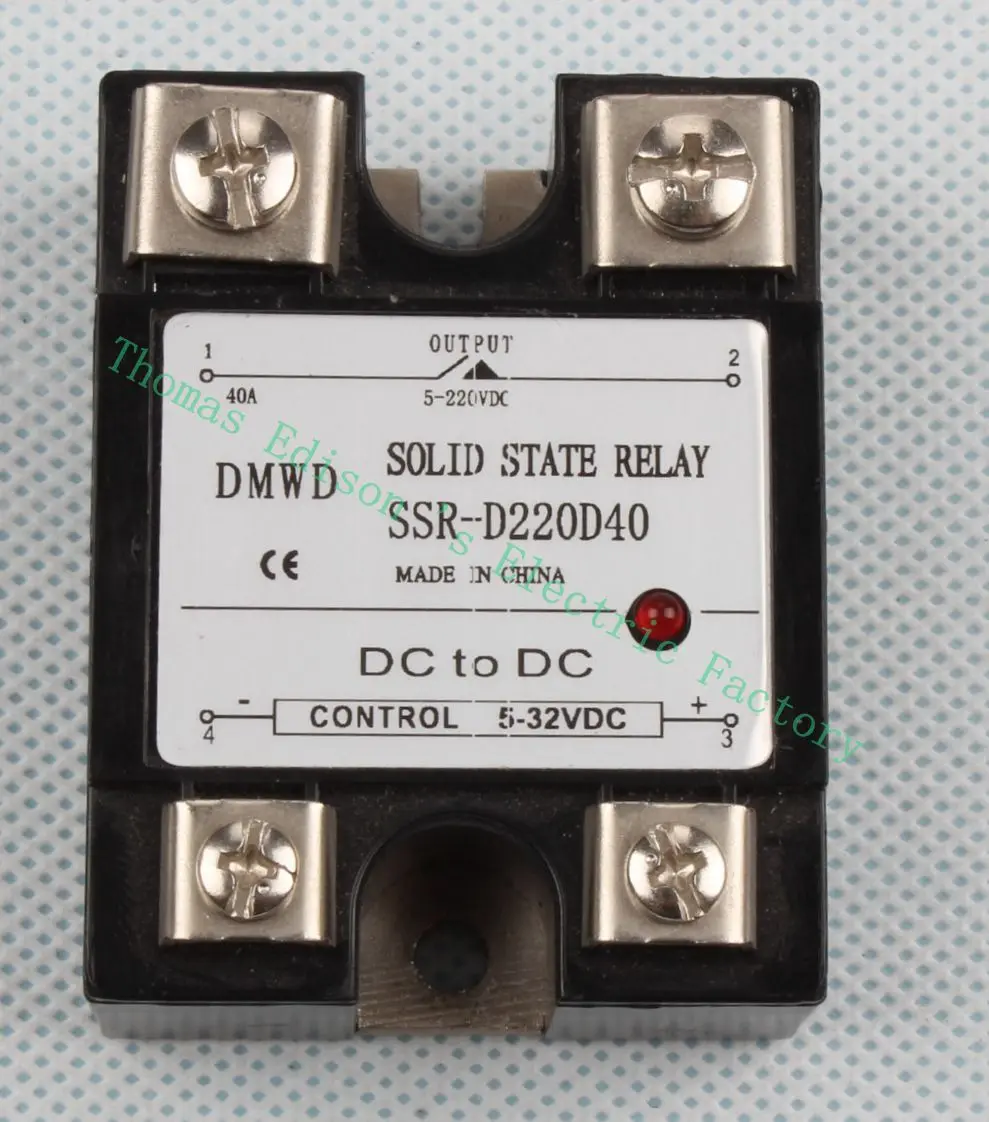 1 OUTPUT 2
40A 5-220VDC
DMWD SOLID STATE RELAY
SSR-D220D40
CE MADE IN CHINA
DC to DC
- CONTROL 5-32VDC +
4 3
Thomas Edison's Electric Factory